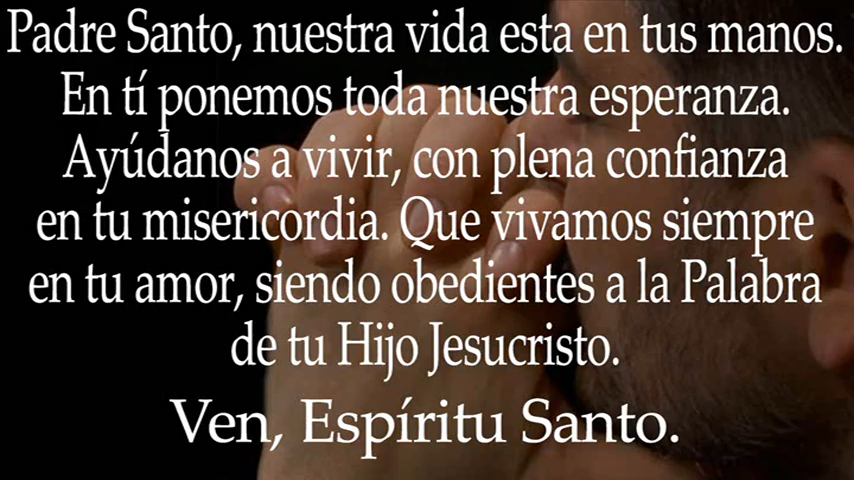 Padre Santo, nuestra vida esta en tus manos.
En tí ponemos toda nuestra esperanza.
Ayúdanos a vivir, con plena confianza
en tu misericordia. Que vivamos siempre
en tu amor, siendo obedientes a la Palabra
de tu Hijo Jesucristo.
Ven, Espíritu Santo.